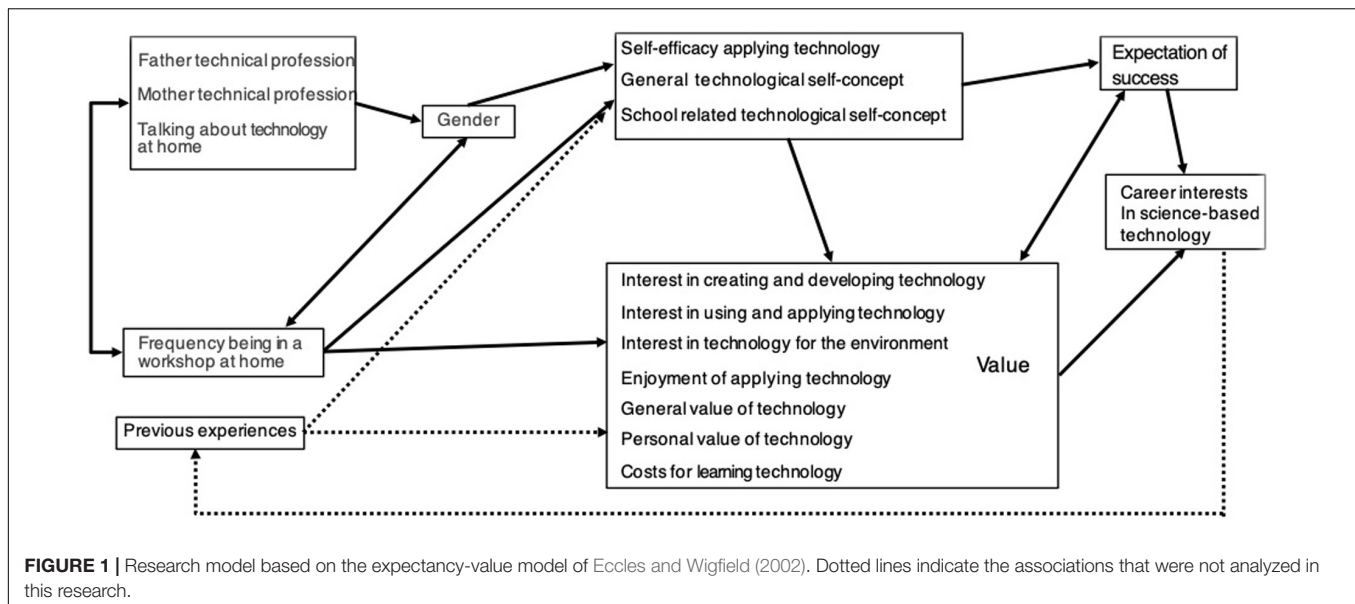 Father technical profession
Mother technical profession
Talking about technology
at home
Gender
Self-efficacy applying technology
General technological self-concept
School related technological self-concept
Expectation of
success
Career interests
In science-based
technology
Frequency being in a
workshop at home
Previous experiences
Interest in creating and developing technology
Interest in using and applying technology
Interest in technology for the environment
Enjoyment of applying technology
General value of technology
Personal value of technology
Costs for learning technology
Value
FIGURE 1 | Research model based on the expectancy-value model of Eccles and Wigfield (2002). Dotted lines indicate the associations that were not analyzed in
this research.